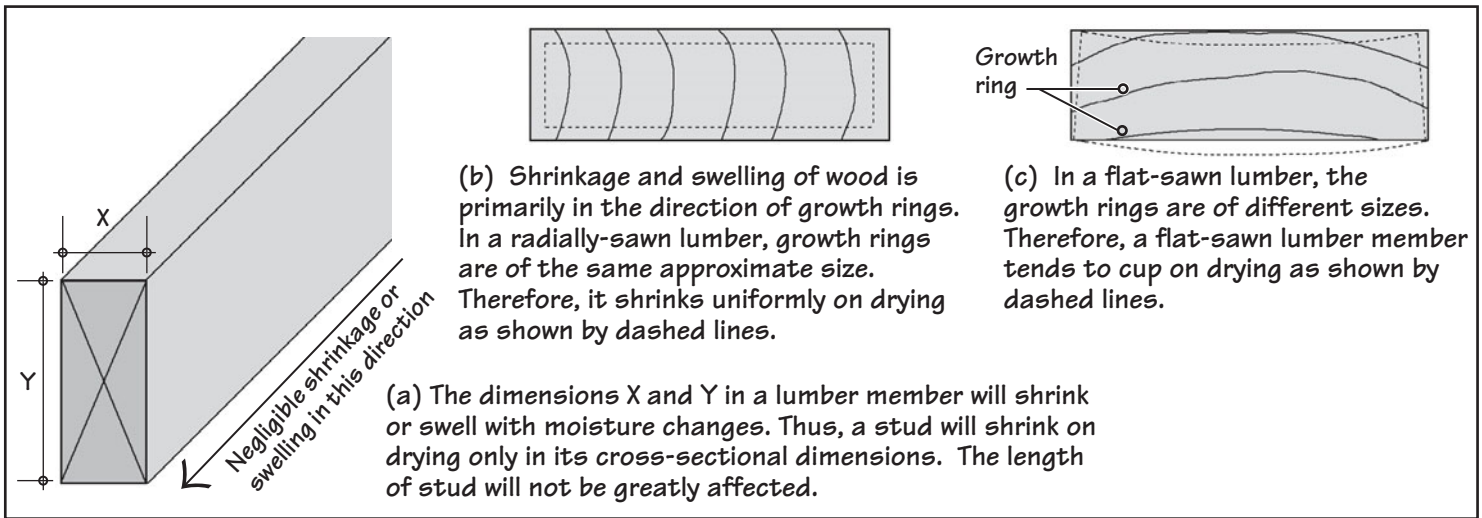 X
Y
Negligible shrinkage or
swelling in this direction
(b) Shrinkage and swelling of wood is
primarily in the direction of growth rings.
In a radially-sawn lumber, growth rings
are of the same approximate size.
Therefore, it shrinks uniformly on drying
as shown by dashed lines.
Growth
ring
(c) In a flat-sawn lumber, the
growth rings are of different sizes.
Therefore, a flat-sawn lumber member
tends to cup on drying as shown by
dashed lines.
(a) The dimensions X and Y in a lumber member will shrink
or swell with moisture changes. Thus, a stud will shrink on
drying only in its cross-sectional dimensions. The length
of stud will not be greatly affected.